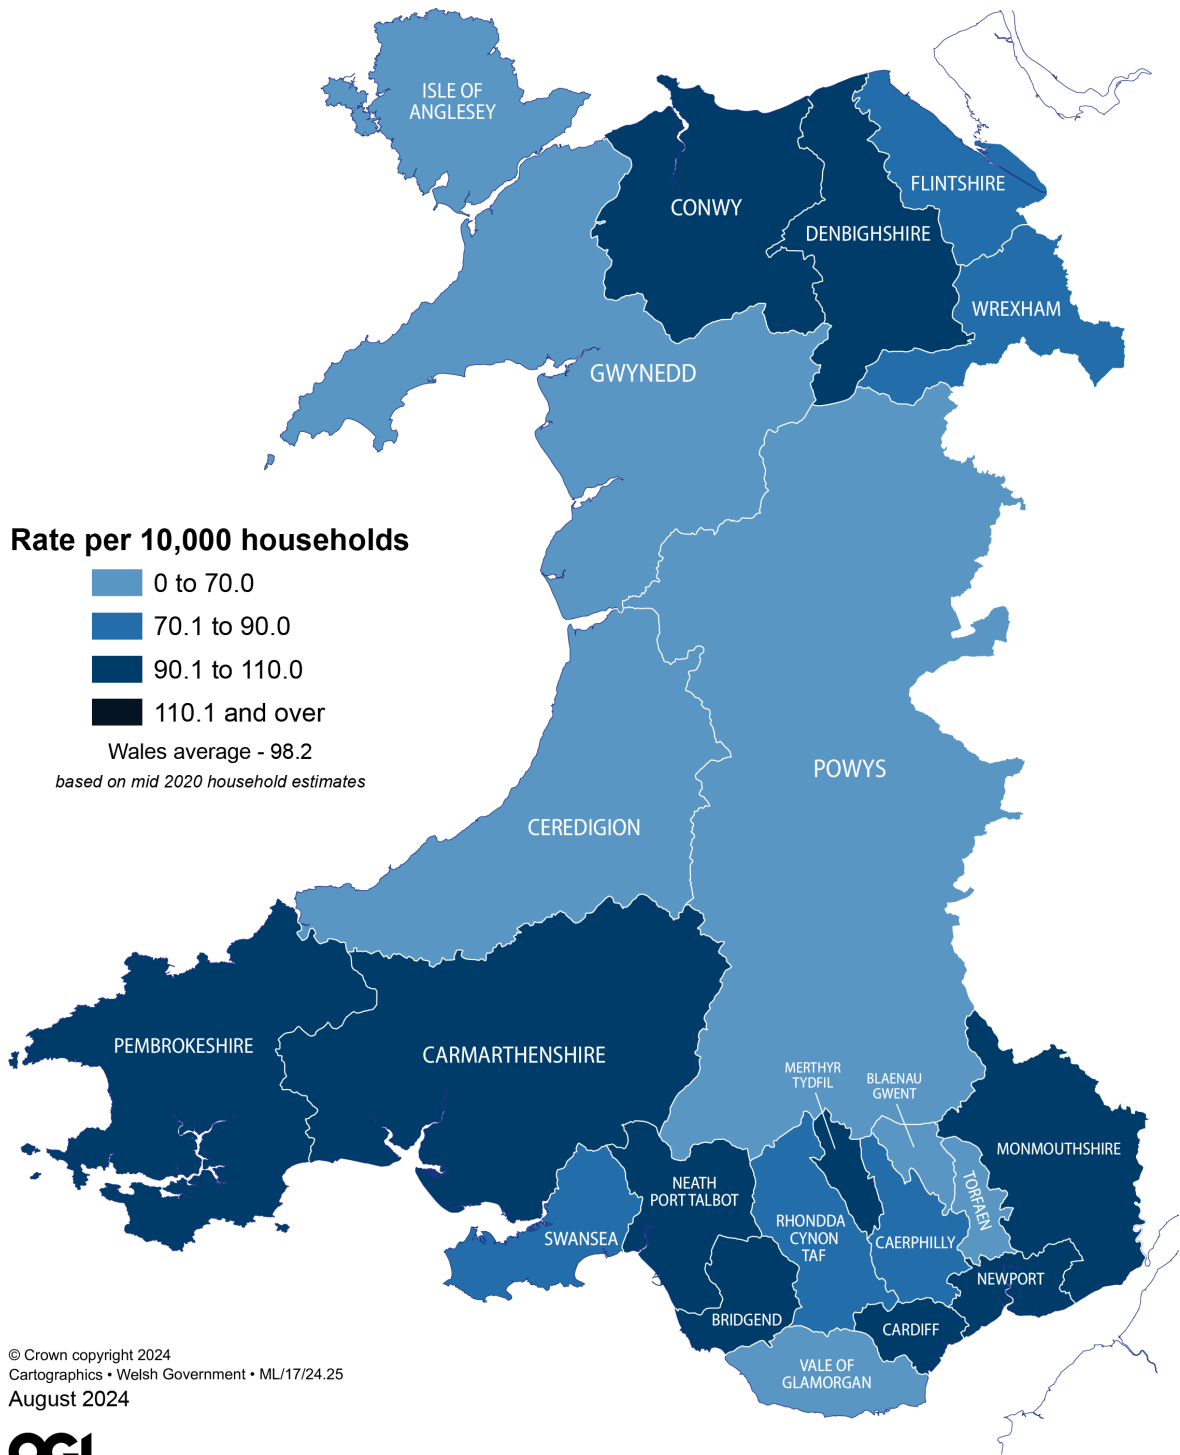 ISLE OF
ANGLESEY
CONWY
DENBIGHSHIRE
FLINTSHIRE
WREXHAM
GWYNEDD
Rate per 10,000 households
0 to 70.0
70.1 to 90.0
90.1 to 110.0
110.1 and over
Wales average - 98.2
based on mid 2020 household estimates
POWYS
CEREDIGION
PEMBROKESHIRE
CARMARTHENSHIRE
MERTHYR
TYDFIL
BLAENAU
GWENT
MONMOUTHSHIRE
NEATH
PORT TALBOT
TORFAEN
SWANSEA
RHONDDA
CYNON
TAF
CAERPHILLY
NEWPORT
BRIDGEND
CARDIFF
VALE OF
GLAMORGAN
© Crown copyright 2024
Cartographics • Welsh Government • ML/17/24.25
August 2024
OGL